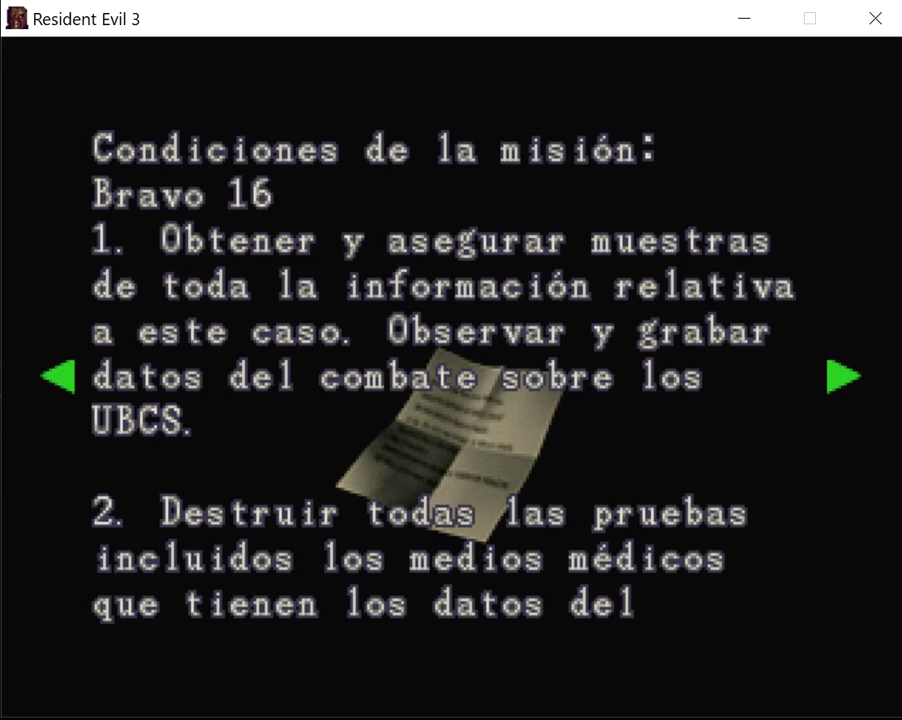 Resident Evil 3
Condiciones de la misión:
Bravo 16
1. Obtener y asegurar muestras
de toda la información relativa
a este caso. Observar y grabar
datos del combate sobre los
UBCS.
2. Destruir todas las pruebas
incluidos los medios médicos
que tienen los datos del